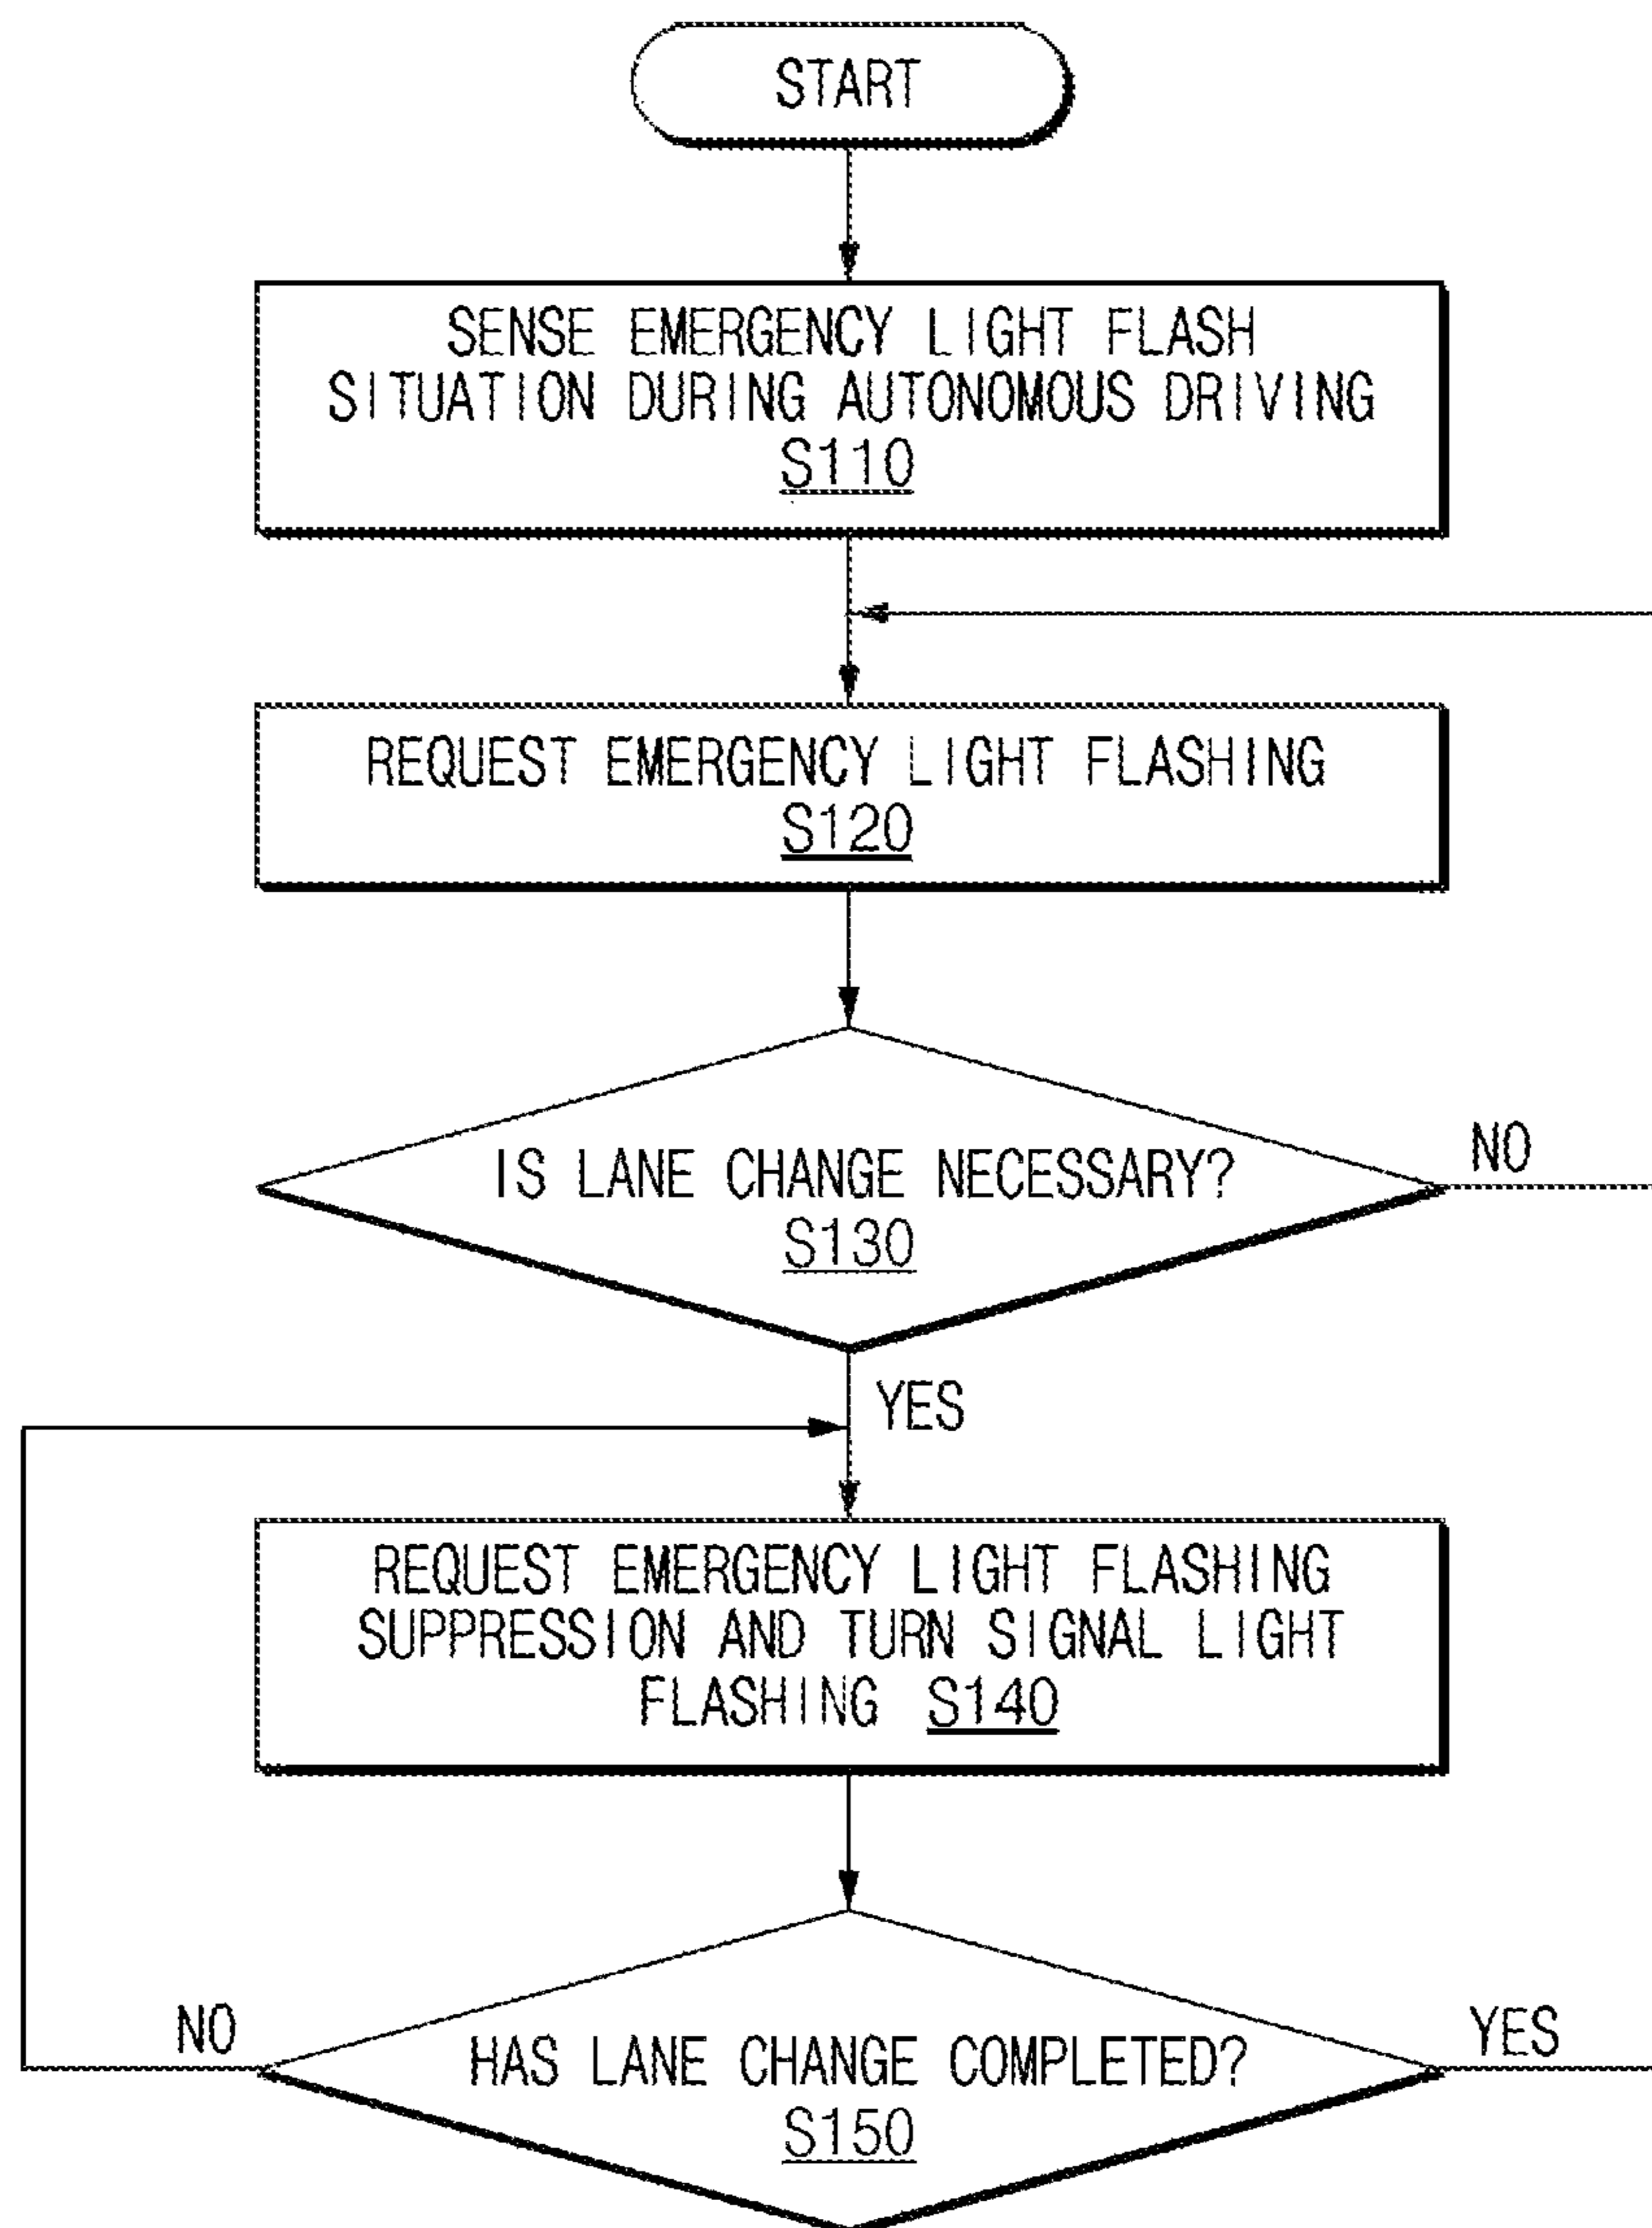 START
SENSE EMERGENCY LIGHT FLASH
SITUATION DURING AUTONOMOUS DRIVING
S110
REQUEST EMERGENCY LIGHT FLASHING
S120
IS LANE CHANGE NECESSARY?
S130
NO
YES
REQUEST EMERGENCY LIGHT FLASHING
SUPPRESSION AND TURN SIGNAL LIGHT
FLASHING S140
NO
HAS LANE CHANGE COMPLETED?
S150
YES